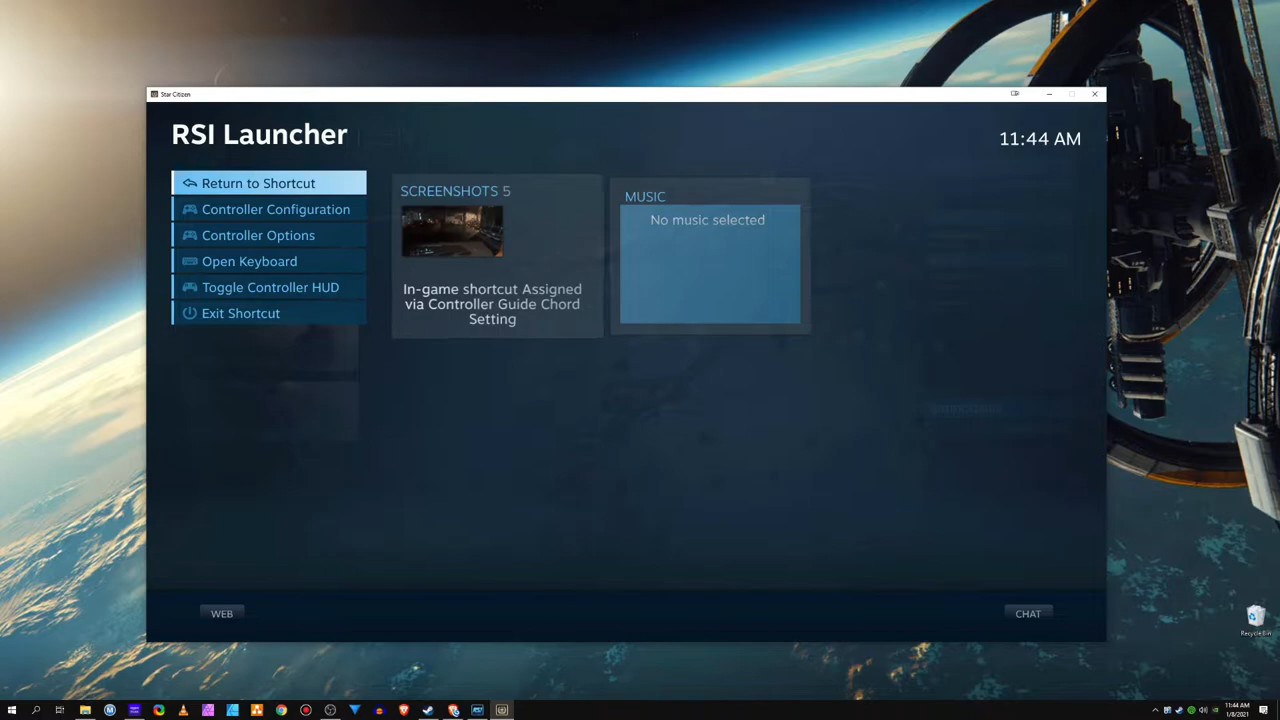 Star Citizen
RSI Launcher
11:44 AM
Return to Shortcut
Controller Configuration
Controller Options
Open Keyboard
Toggle Controller HUD
Exit Shortcut
SCREENSHOTS 5
In-game shortcut Assigned
via Controller Guide Chord
Setting
MUSIC
No music selected
WEB
CHAT
Recycle Bin
11:44 AM
1/8/2021